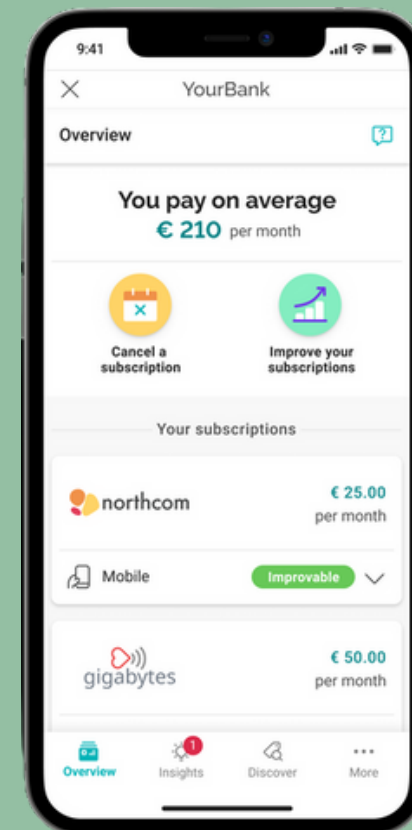 9:41
YourBank
Overview
You pay on average
€ 210 per month
Cancel a
subscription
Improve your
subscriptions
Your subscriptions
northcom
€ 25.00
per month
Mobile
Improvable
gigabytes
€ 50.00
per month
1
Overview
Insights
Discover
More